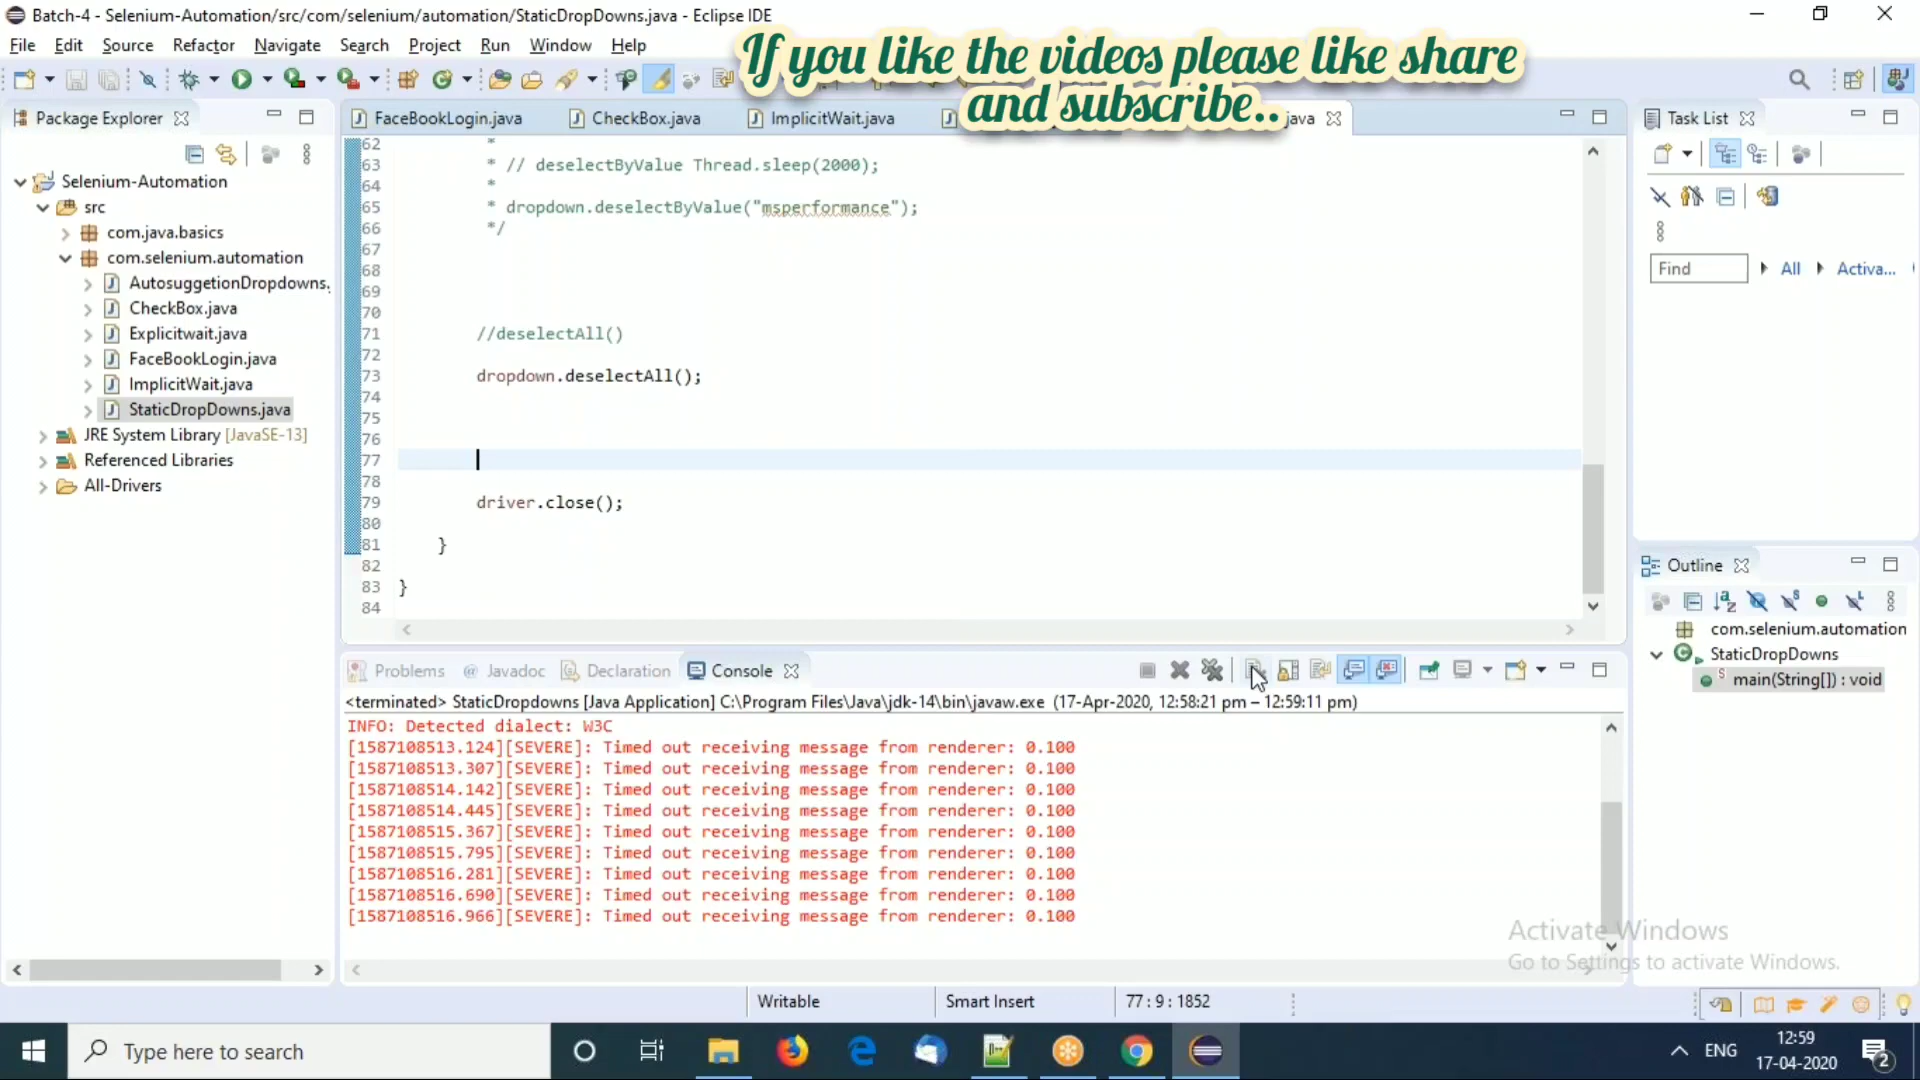 Batch-4 - Selenium-Automation/src/com/selenium/automation/StaticDropDowns.java - Eclipse IDE
File Edit Source Refactor Navigate Search Project Run Window Help
If you like the videos please like share
and subscribe..
Package Explorer
FaceBookLogin.java
CheckBox.java
ImplicitWait.java
java
Task List
Selenium-Automation
src
com.java.basics
com.selenium.automation
AutosuggetionDropdowns.
CheckBox.java
Explicitwait.java
FaceBookLogin.java
ImplicitWait.java
StaticDropDowns.java
JRE System Library [JavaSE-13]
Referenced Libraries
All-Drivers
62 *
63 * // deselectByValue Thread.sleep(2000);
64 *
65 * dropdown.deselectByValue("msperformance");
66 */
67
68
69
70
71 //deselectAll()
72
73 dropdown.deselectAll();
74
75
76
77
78
79 driver.close();
80
81 }
82
83 }
84
Find All Activa...
Outline
com.selenium.automation
StaticDropDowns
S main(String[]) : void
Problems @ Javadoc Declaration Console
<terminated> StaticDropdowns [Java Application] C:\Program Files\Java\jdk-14\bin\javaw.exe (17-Apr-2020, 12:58:21 pm – 12:59:11 pm)
INFO: Detected dialect: W3C
[1587108513.124][SEVERE]: Timed out receiving message from renderer: 0.100
[1587108513.307][SEVERE]: Timed out receiving message from renderer: 0.100
[1587108514.142][SEVERE]: Timed out receiving message from renderer: 0.100
[1587108514.445][SEVERE]: Timed out receiving message from renderer: 0.100
[1587108515.367][SEVERE]: Timed out receiving message from renderer: 0.100
[1587108515.795][SEVERE]: Timed out receiving message from renderer: 0.100
[1587108516.281][SEVERE]: Timed out receiving message from renderer: 0.100
[1587108516.690][SEVERE]: Timed out receiving message from renderer: 0.100
[1587108516.966][SEVERE]: Timed out receiving message from renderer: 0.100
Activate Windows
Go to Settings to activate Windows.
Writable Smart Insert 77 : 9 : 1852
Type here to search
ENG
12:59
17-04-2020
2